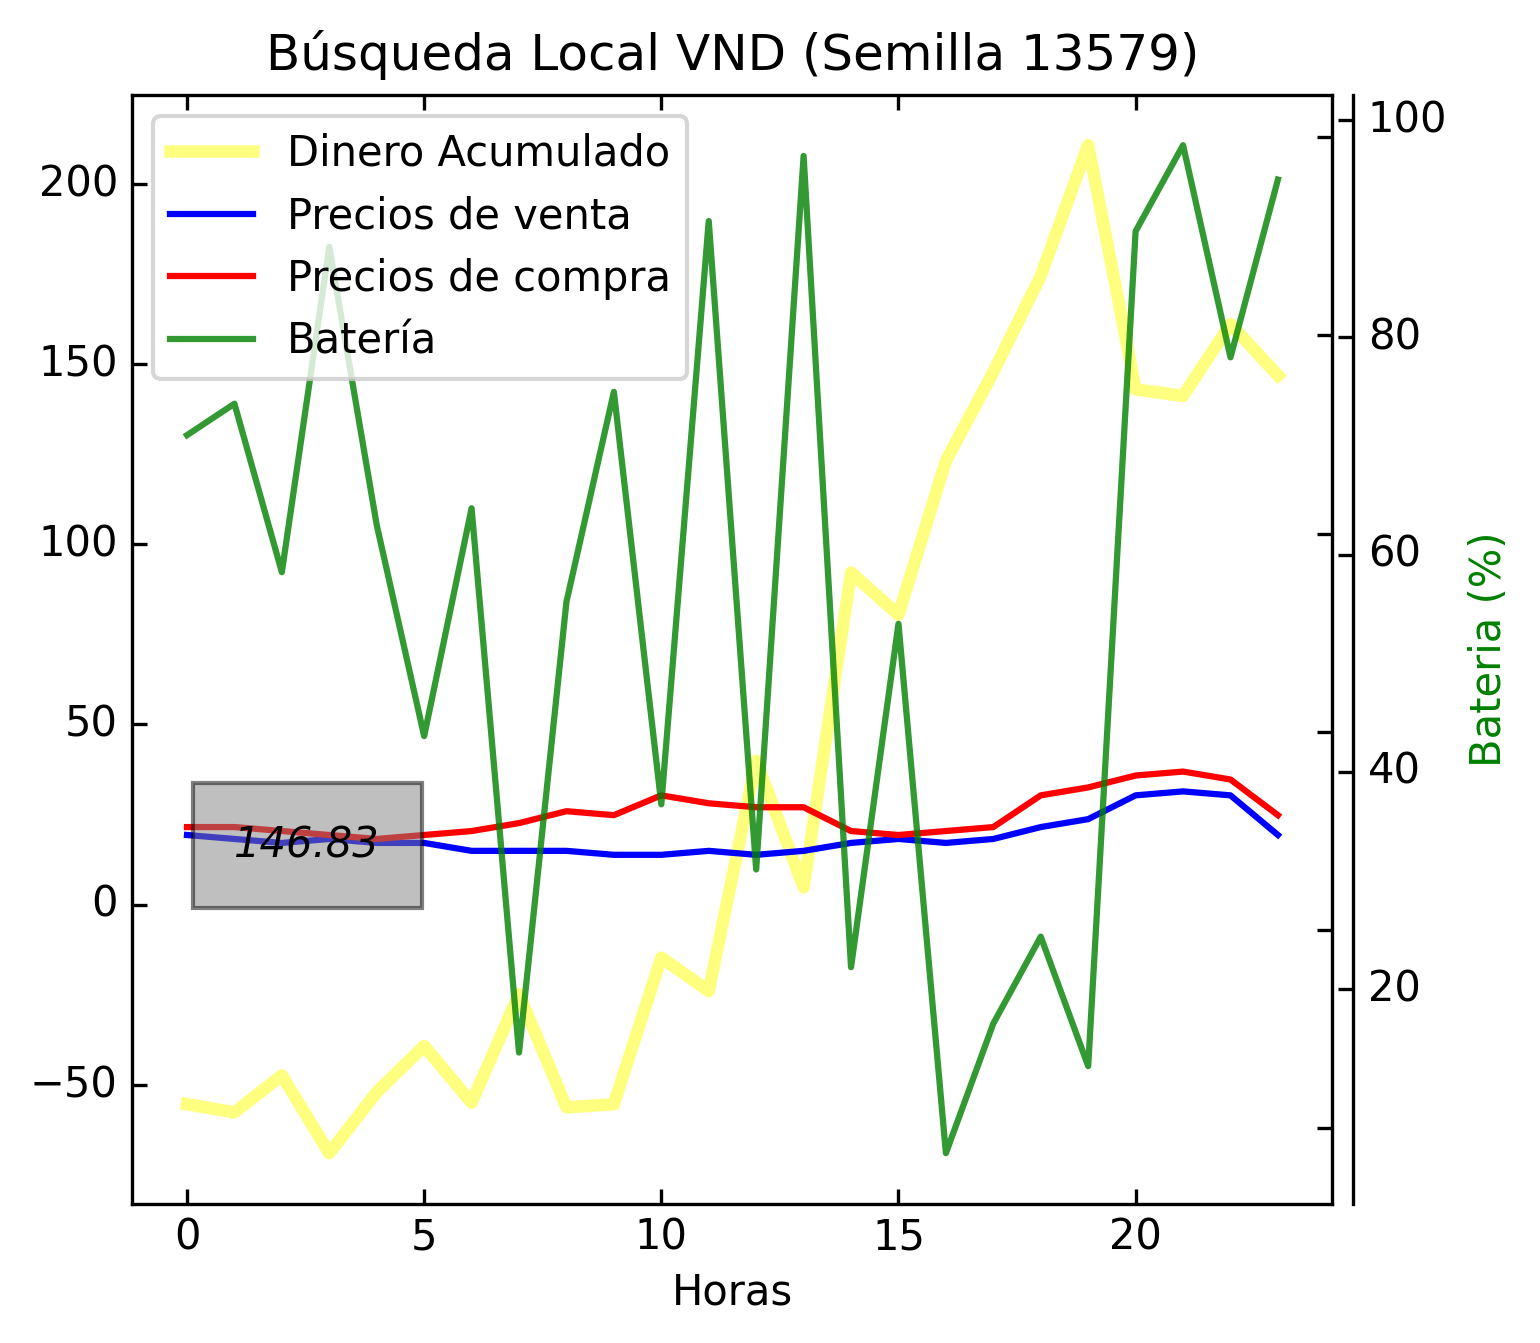 Búsqueda Local VND (Semilla 13579)
Dinero Acumulado
Precios de venta
Precios de compra
Batería
200
150
100
50
0
−50
146.83
100
80
60
40
20
Bateria (%)
0 5 10 15 20
Horas